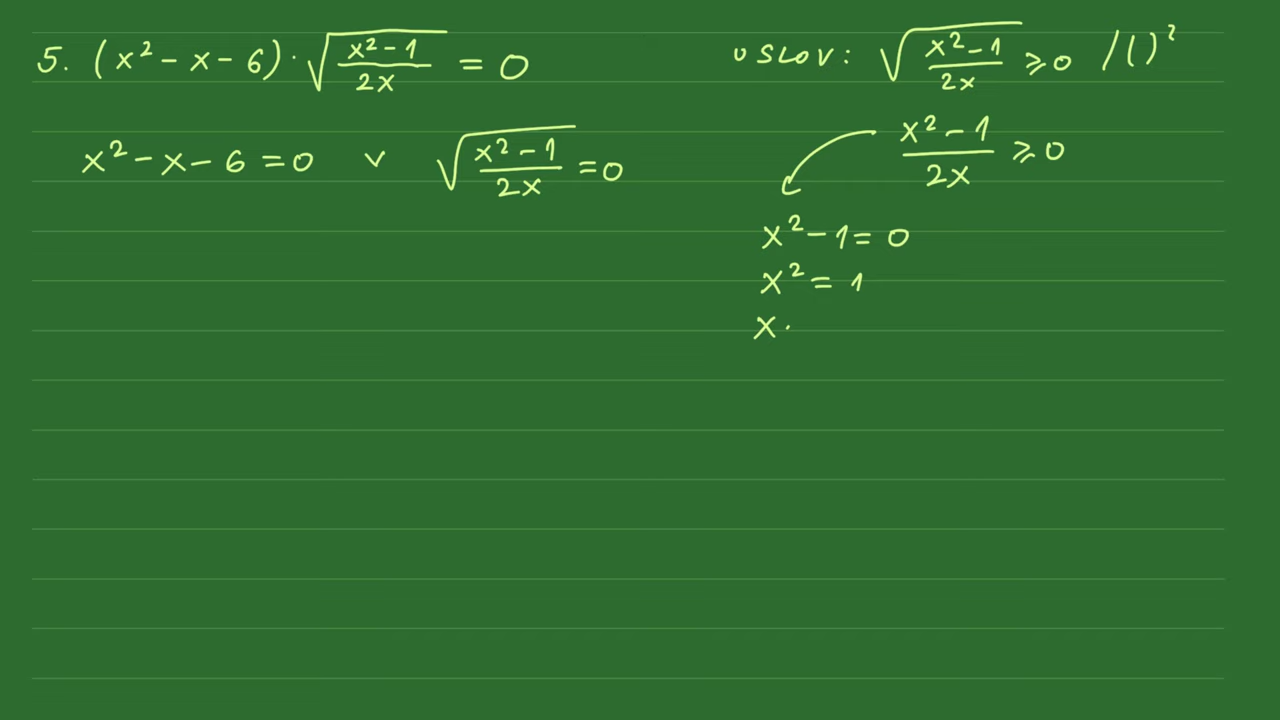 5. (x² - x - 6) · √((x² - 1)/(2x)) = 0
x² - x - 6 = 0 ∨ √((x² - 1)/(2x)) = 0
USLOV: √((x² - 1)/(2x)) ⩾ 0 /( )²
(x² - 1)/(2x) ⩾ 0
x² - 1 = 0
x² = 1
x